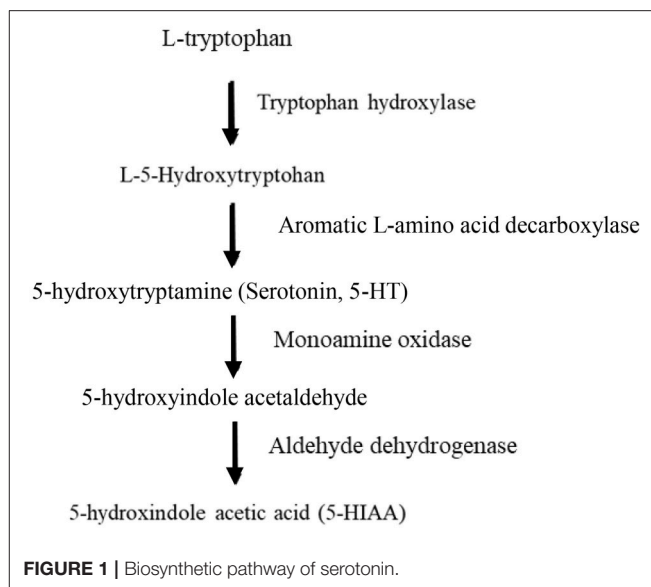 L-tryptophan
Tryptophan hydroxylase
L-5-Hydroxytryptohan
Aromatic L-amino acid decarboxylase
5-hydroxytryptamine (Serotonin, 5-HT)
Monoamine oxidase
5-hydroxyindole acetaldehyde
Aldehyde dehydrogenase
5-hydroxindole acetic acid (5-HIAA)
FIGURE 1 | Biosynthetic pathway of serotonin.